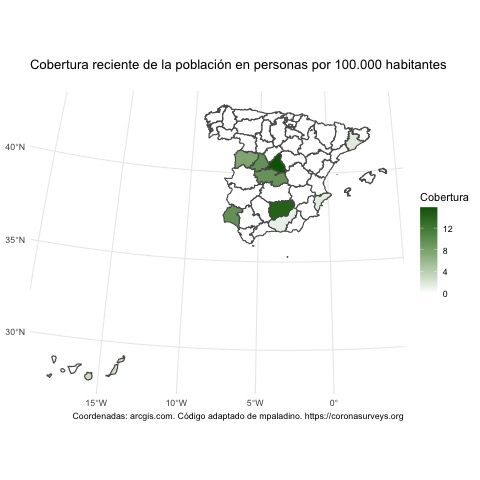 Cobertura reciente de la población en personas por 100.000 habitantes
40°N
35°N
30°N
15°W
10°W
5°W
0°
Cobertura
12
8
4
0
Coordenadas: arcgis.com. Código adaptado de mpaladino. https://coronasurveys.org